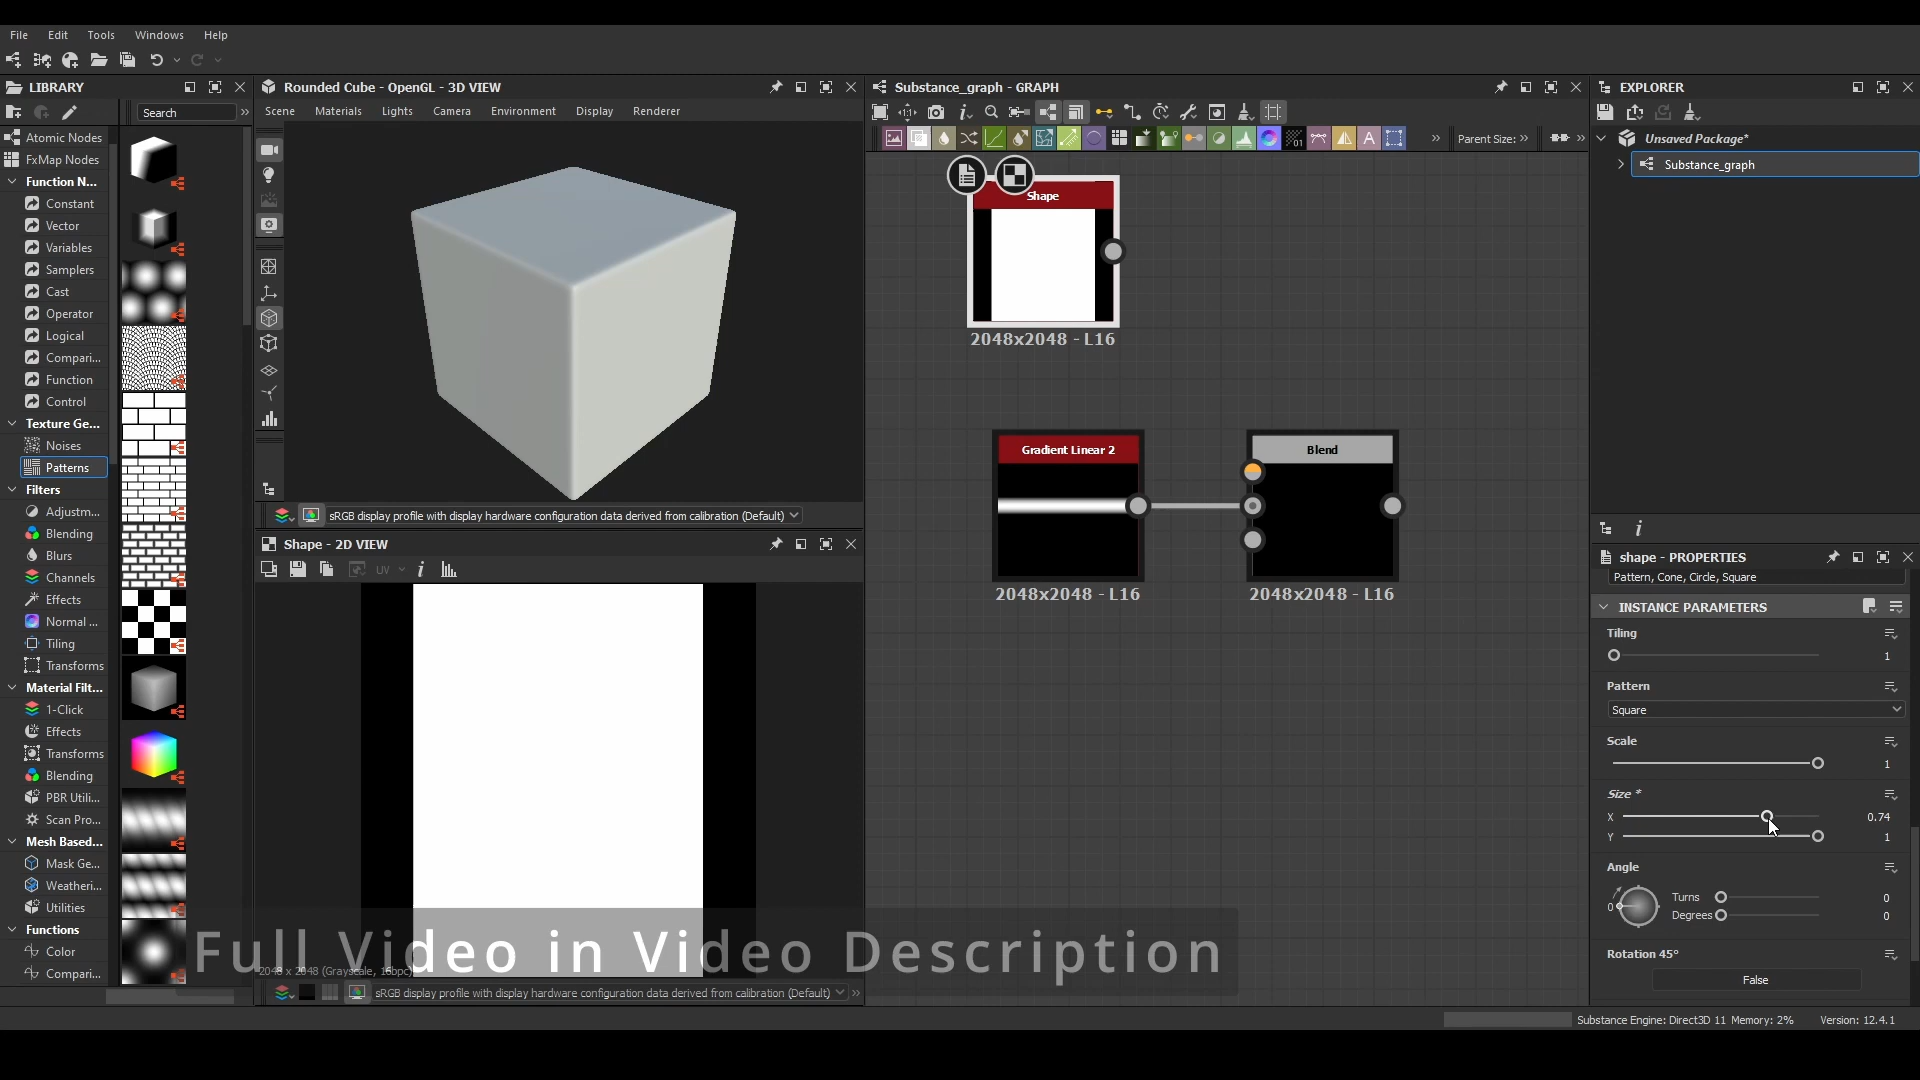 File Edit Tools Windows Help
LIBRARY
Search
Atomic Nodes
FxMap Nodes
Function N...
Constant
Vector
Variables
Samplers
Cast
Operator
Logical
Compari...
Function
Control
Texture Ge...
Noises
Patterns
Filters
Adjustm...
Blending
Blurs
Channels
Effects
Normal ...
Tiling
Transforms
Material Filt...
1-Click
Effects
Transforms
Blending
PBR Utili...
Scan Pro...
Mesh Based...
Mask Ge...
Weatheri...
Utilities
Functions
Color
Compari...
Rounded Cube - OpenGL - 3D VIEW
Scene Materials Lights Camera Environment Display Renderer
sRGB display profile with display hardware configuration data derived from calibration (Default)
Shape - 2D VIEW
UV
2048 x 2048 (Grayscale, 16bpc)
sRGB display profile with display hardware configuration data derived from calibration (Default)
Full Video in Video Description
Substance_graph - GRAPH
Parent Size:
Shape
2048x2048 - L16
Gradient Linear 2
2048x2048 - L16
Blend
2048x2048 - L16
EXPLORER
Unsaved Package*
Substance_graph
shape - PROPERTIES
Pattern, Cone, Circle, Square
INSTANCE PARAMETERS
Tiling
1
Pattern
Square
Scale
1
Size *
X 0.74
Y 1
Angle
0 Turns 0
Degrees 0
Rotation 45°
False
Substance Engine: Direct3D 11 Memory: 2% Version: 12.4.1